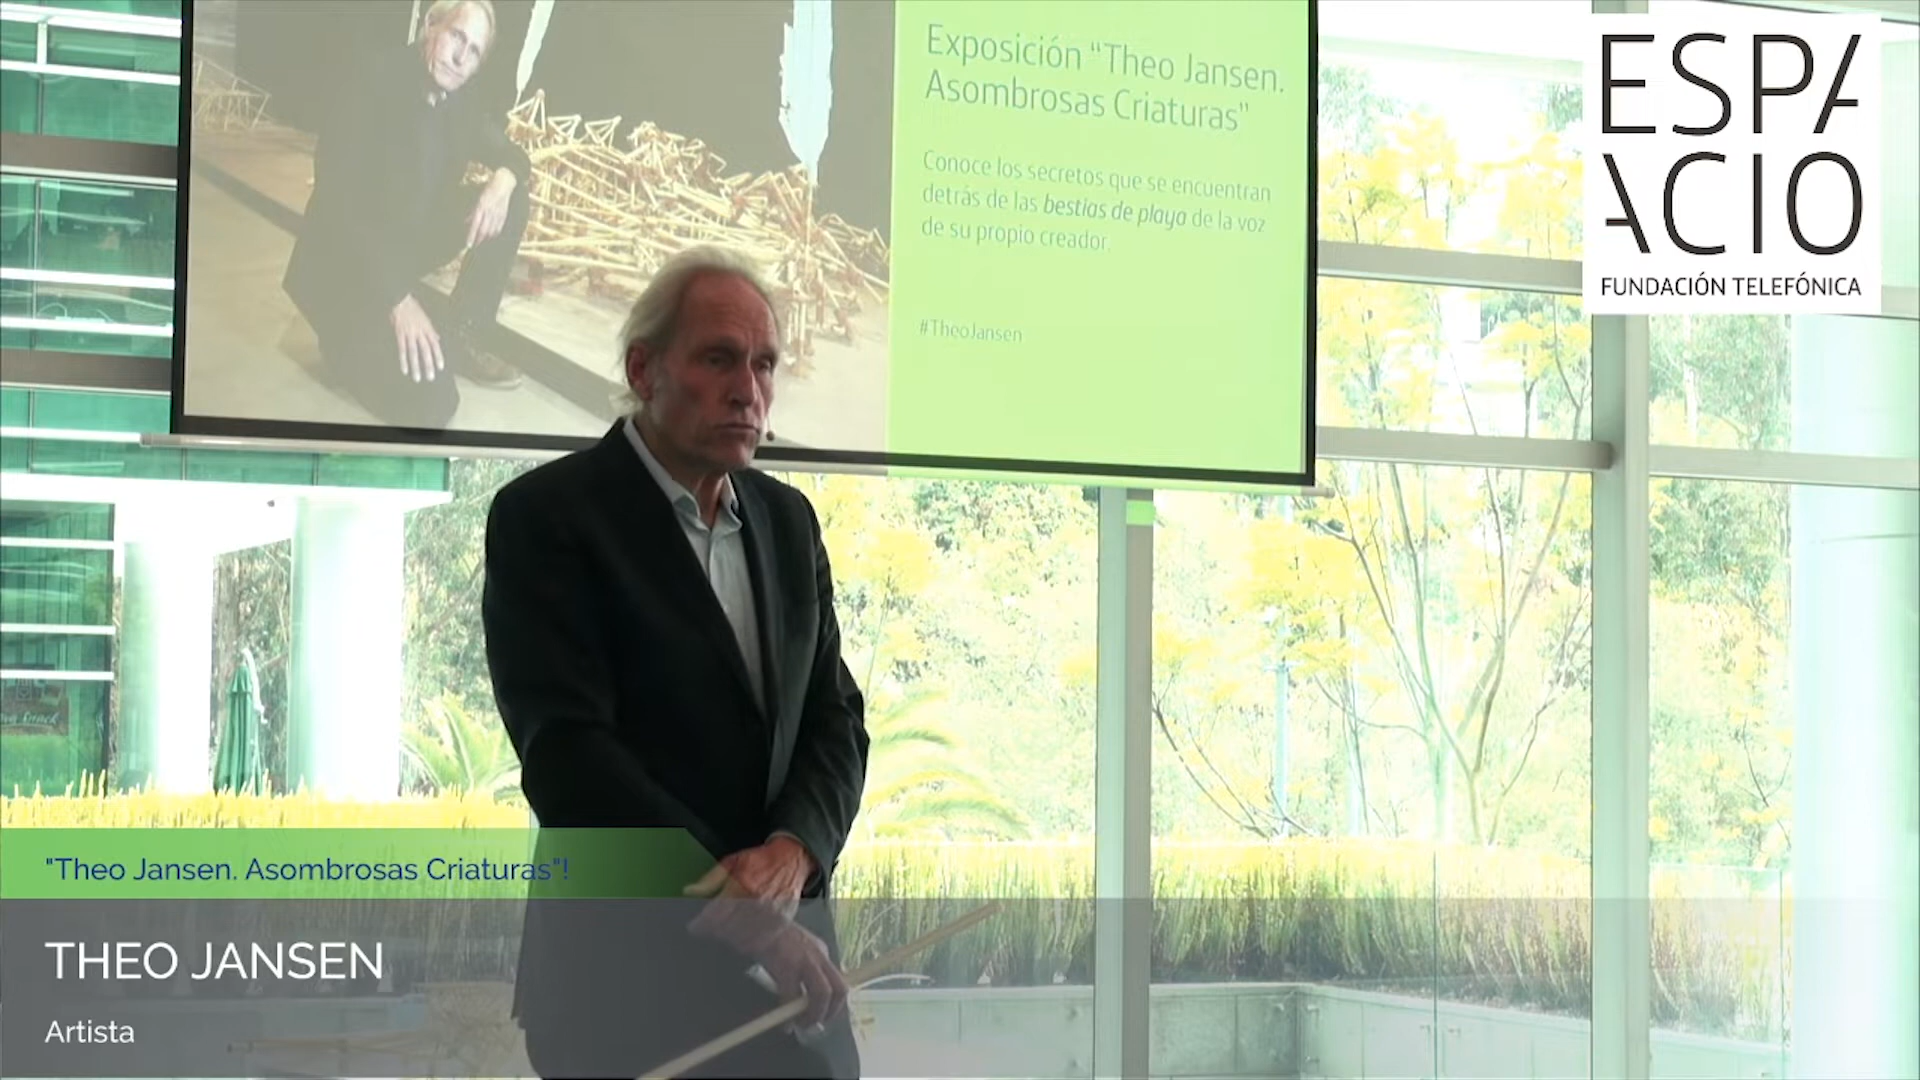 Exposición "Theo Jansen.
Asombrosas Criaturas"
Conoce los secretos que se encuentran
detrás de las bestias de playa de la voz
de su propio creador.
#TheoJansen
ESPA
ACIO
FUNDACIÓN TELEFÓNICA
"Theo Jansen. Asombrosas Criaturas"!
THEO JANSEN
Artista